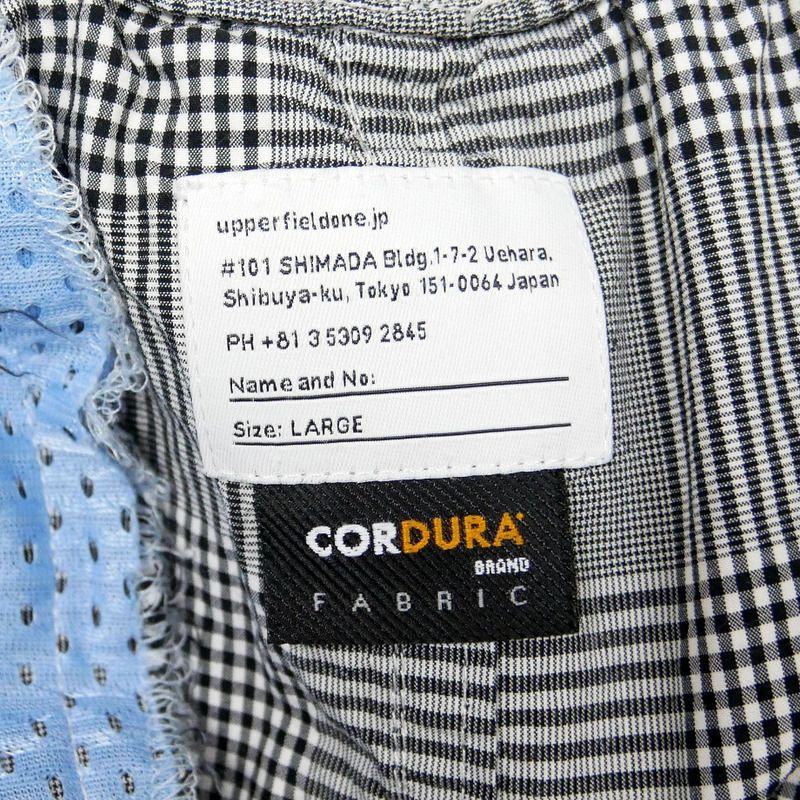 upperfieldone.jp
#101 SHIMADA Bldg.1-7-2 Uehara.
Shibuya-ku, Tokyo 151-0064 Japan
PH +81 3 5309 2845
Name and No:
Size: LARGE
CORDURA
BRAND
FABRIC